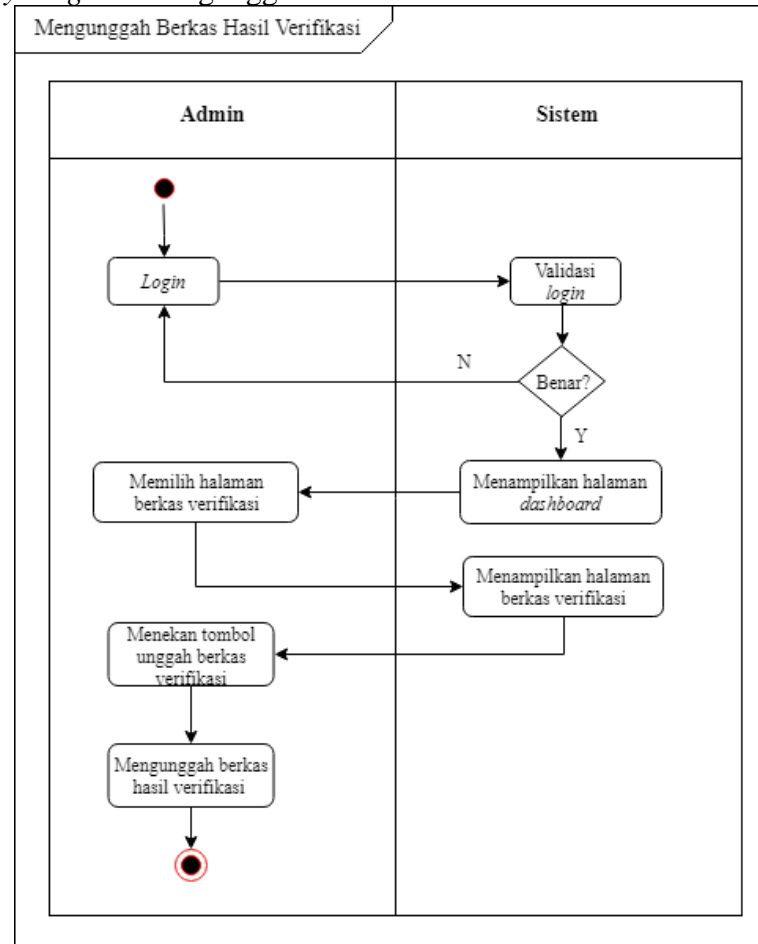 Mengunggah Berkas Hasil Verifikasi
Admin
Sistem
Login
Validasi
login
N
Benar?
Y
Memilih halaman
berkas verifikasi
Menampilkan halaman
dashboard
Menampilkan halaman
berkas verifikasi
Menekan tombol
unggah berkas
verifikasi
Mengunggah berkas
hasil verifikasi